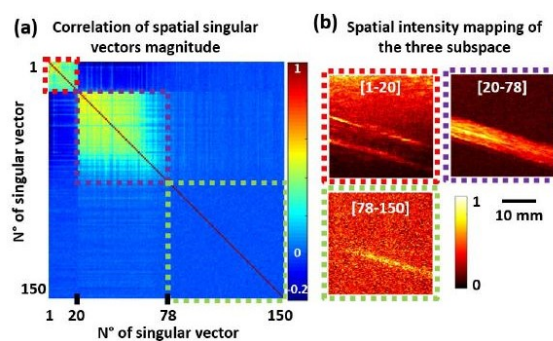 (a) Correlation of spatial singular
vectors magnitude
N° of singular vector
1
150
1 20 78 150
N° of singular vector
1
0
-0.2
(b) Spatial intensity mapping of
the three subspace
[1-20]
[20-78]
[78-150]
1
0
10 mm